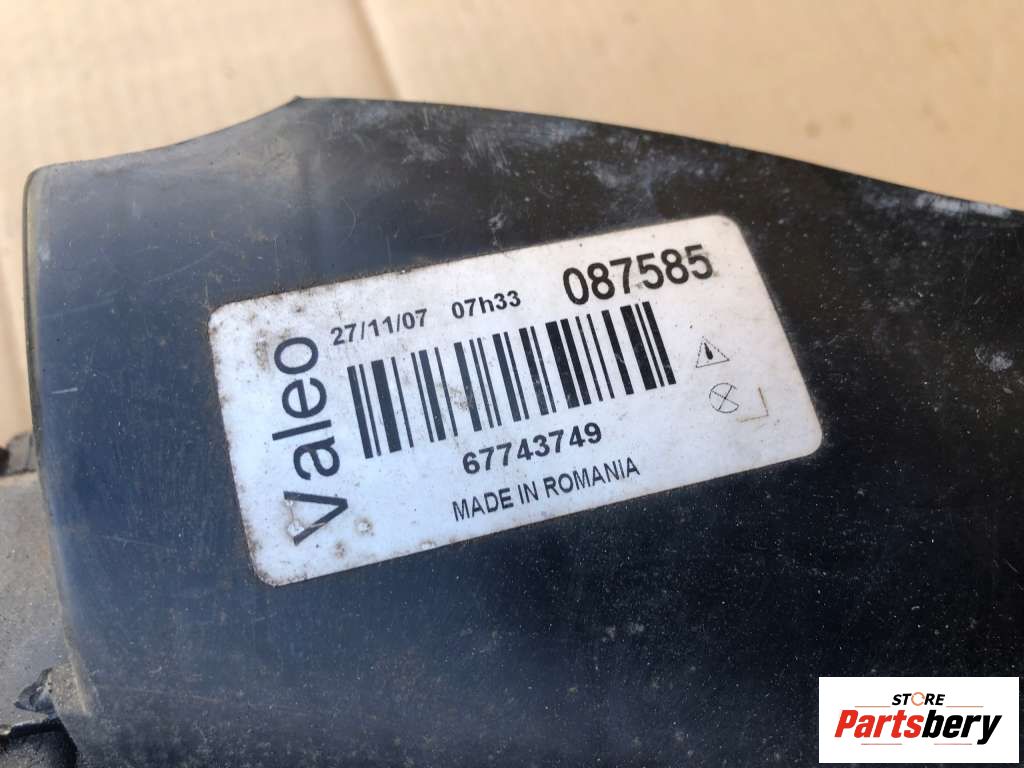 27/11/07 07h33 087585
Valeo
67743749
MADE IN ROMANIA
STORE
Partsbery